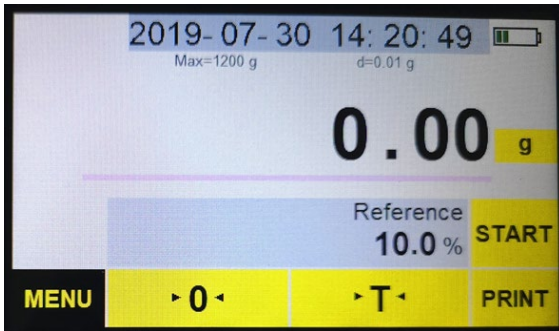 2019-07-30 14:20:49
Max=1200 g d=0.01 g
0.00 g
Reference
10.0 % START
MENU ▸0◂ ▸T◂ PRINT